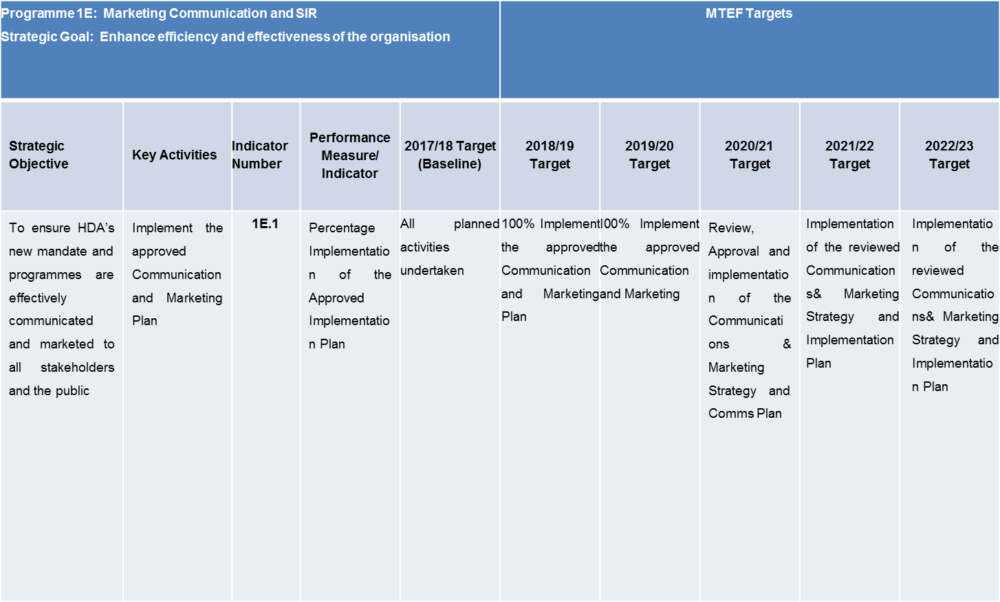 Programme 1E: Marketing Communication and SIR
Strategic Goal: Enhance efficiency and effectiveness of the organisation
MTEF Targets
Strategic
Objective
Key Activities
Indicator
Number
Performance
Measure/
Indicator
2017/18 Target
(Baseline)
2018/19
Target
2019/20
Target
2020/21
Target
2021/22
Target
2022/23
Target
To ensure HDA's
new mandate and
programmes are
effectively
communicated
and marketed to
all stakeholders
and the public
Implement the
approved
Communication
and Marketing
Plan
1E.1
Percentage
Implementatio
n of the
Approved
Implementatio
n Plan
All planned
activities
undertaken
100% Implement
the approved
Communication
and Marketing
Plan
100% Implement
the approved
Communication
and Marketing
Review,
Approval and
implementatio
n of the
Communicati
ons &
Marketing
Strategy and
Comms Plan
Implementation
of the reviewed
Communication
s& Marketing
Strategy and
Implementation
Plan
Implementatio
n of the
reviewed
Communicatio
ns& Marketing
Strategy and
Implementatio
n Plan